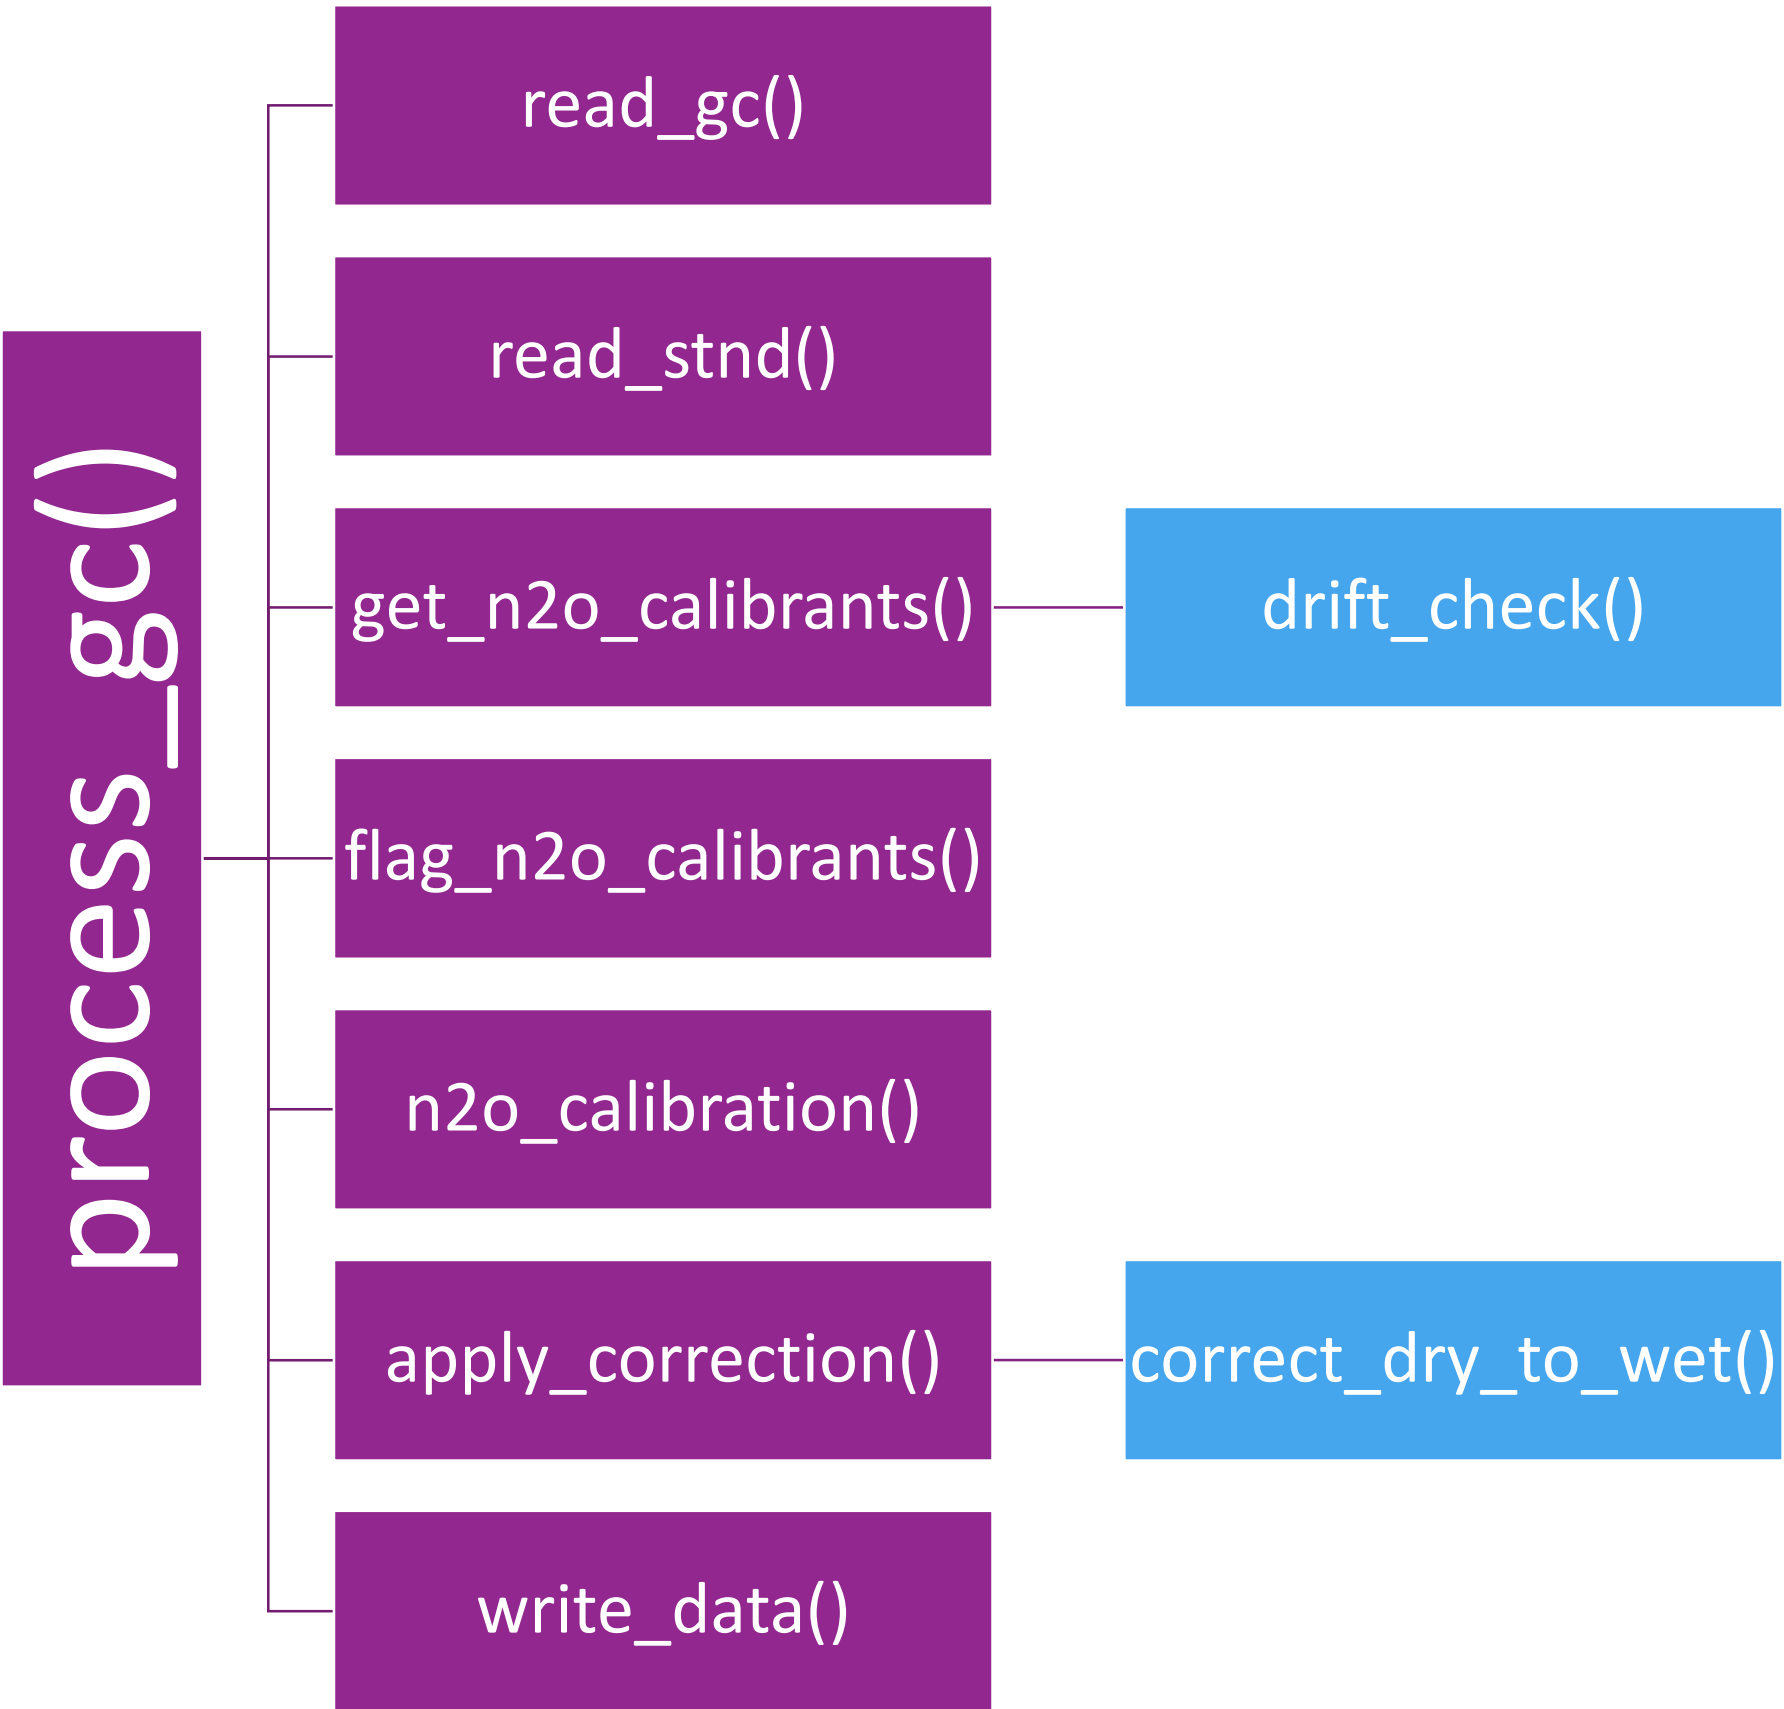 process_gc()
read_gc()
read_stnd()
get_n2o_calibrants()
drift_check()
flag_n2o_calibrants()
n2o_calibration()
apply_correction()
correct_dry_to_wet()
write_data()